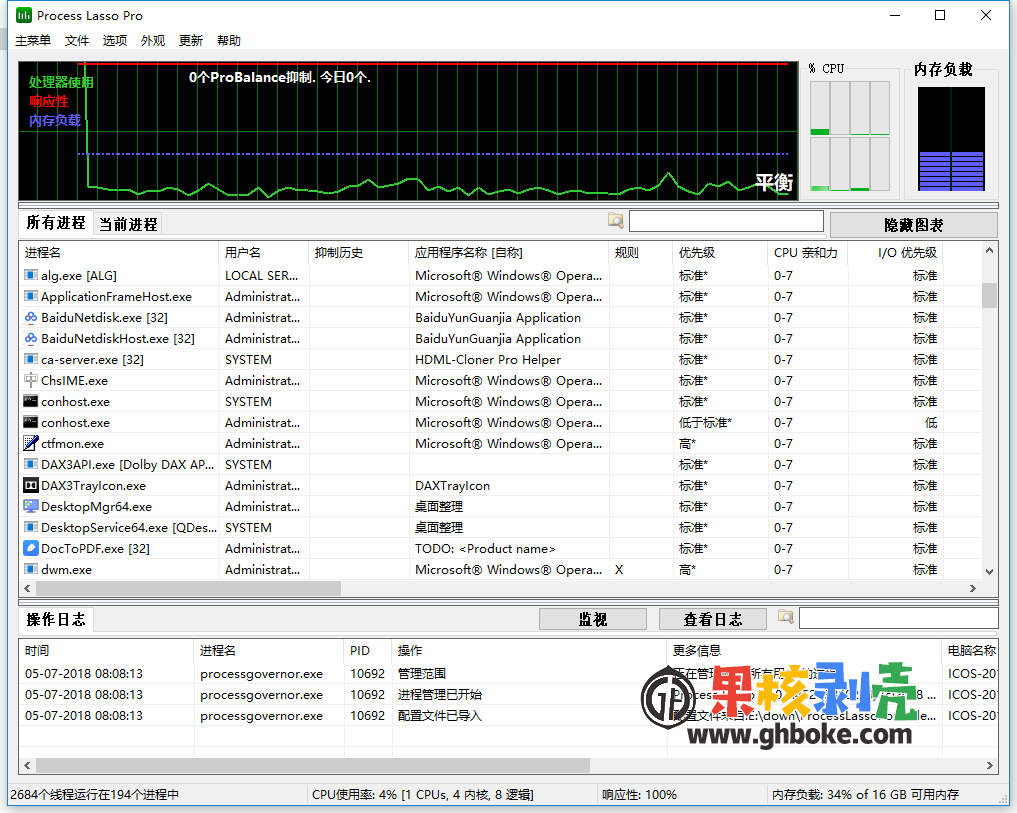 Process Lasso Pro
主菜单 文件 选项 外观 更新 帮助
处理器使用
响应性
内存负载
0个ProBalance抑制. 今日0个.
平衡
% CPU
内存负载
所有进程 当前进程
隐藏图表
进程名 用户名 抑制历史 应用程序名称 [自称] 规则 优先级 CPU 亲和力 I/O 优先级
alg.exe [ALG] LOCAL SER... Microsoft® Windows® Opera... 标准* 0-7 标准
ApplicationFrameHost.exe Administrat... Microsoft® Windows® Opera... 标准* 0-7 标准
BaiduNetdisk.exe [32] Administrat... BaiduYunGuanjia Application 标准* 0-7 标准
BaiduNetdiskHost.exe [32] Administrat... BaiduYunGuanjia Application 标准* 0-7 标准
ca-server.exe [32] SYSTEM HDML-Cloner Pro Helper 标准* 0-7 标准
ChsIME.exe Administrat... Microsoft® Windows® Opera... 标准* 0-7 标准
conhost.exe SYSTEM Microsoft® Windows® Opera... 标准* 0-7 标准
conhost.exe Administrat... Microsoft® Windows® Opera... 低于标准* 0-7 低
ctfmon.exe Administrat... Microsoft® Windows® Opera... 高* 0-7 标准
DAX3API.exe [Dolby DAX AP... SYSTEM 标准* 0-7 标准
DAX3TrayIcon.exe Administrat... DAXTrayIcon 标准* 0-7 标准
DesktopMgr64.exe Administrat... 桌面整理 标准* 0-7 标准
DesktopService64.exe [QDes... SYSTEM 桌面整理 标准* 0-7 标准
DocToPDF.exe [32] Administrat... TODO: <Product name> 标准* 0-7 标准
dwm.exe Administrat... Microsoft® Windows® Opera... X 高* 0-7 标准
操作日志 监视 查看日志
时间 进程名 PID 操作 更多信息 电脑名称
05-07-2018 08:08:13 processgovernor.exe 10692 管理范围 ICOS-20
05-07-2018 08:08:13 processgovernor.exe 10692 进程管理已开始 ICOS-20
05-07-2018 08:08:13 processgovernor.exe 10692 配置文件已导入 ICOS-20
果核剥壳
www.ghboke.com
2684个线程运行在194个进程中 CPU使用率: 4% [1 CPUs, 4 内核, 8 逻辑] 响应性: 100% 内存负载: 34% of 16 GB 可用内存